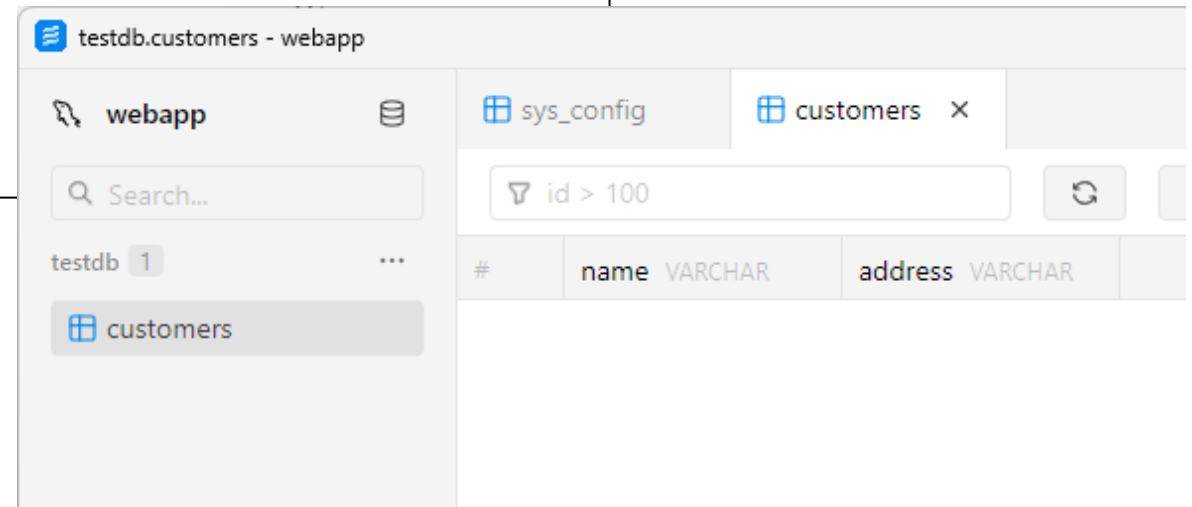 testdb.customers - webapp
webapp
sys_config
customers
Search...
id > 100
testdb 1
...
# name VARCHAR address VARCHAR
customers